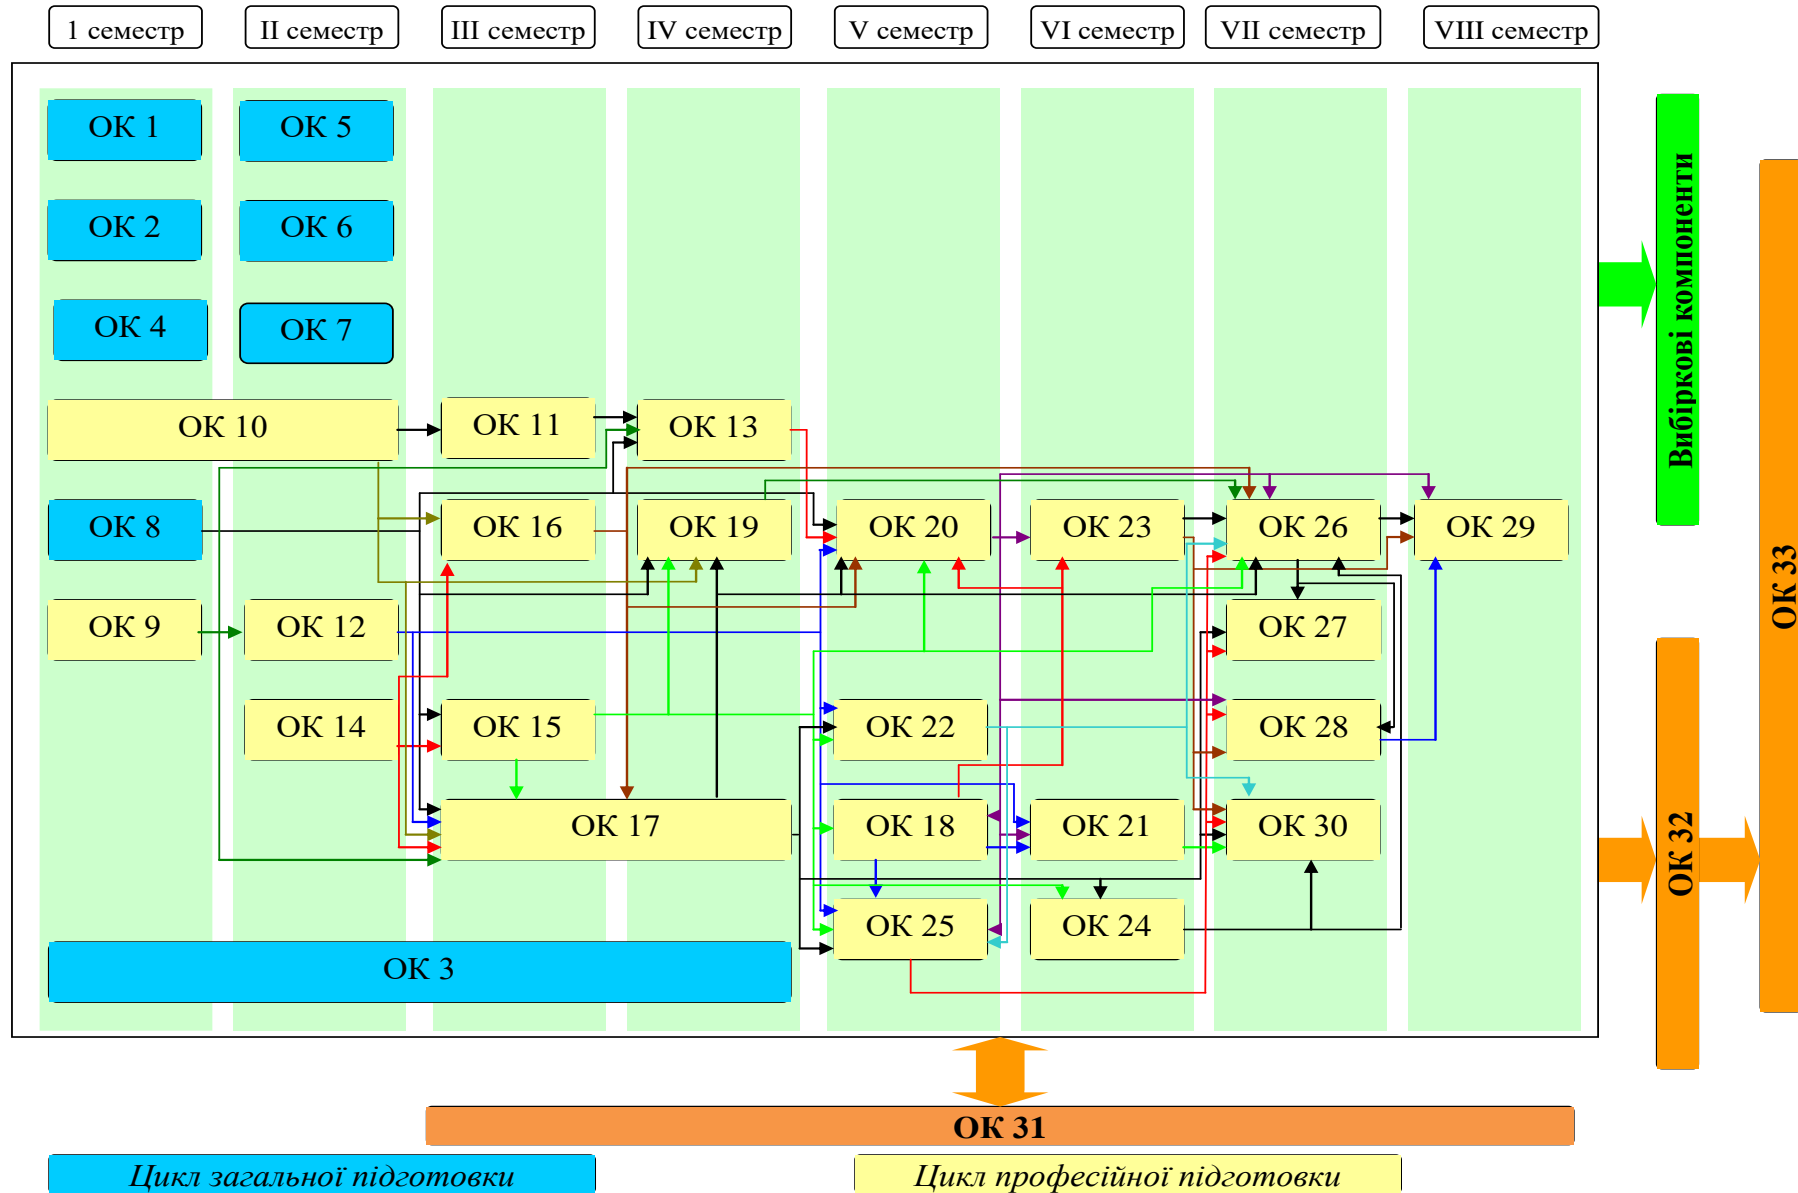 1 семестр
II семестр
III семестр
IV семестр
V семестр
VI семестр
VII семестр
VIII семестр
ОК 1
ОК 5
ОК 2
ОК 6
ОК 4
ОК 7
ОК 10
ОК 11
ОК 13
ОК 8
ОК 16
ОК 19
ОК 20
ОК 23
ОК 26
ОК 29
ОК 9
ОК 12
ОК 27
ОК 14
ОК 15
ОК 22
ОК 28
ОК 17
ОК 18
ОК 21
ОК 30
ОК 25
ОК 24
ОК 3
Вибіркові компоненти
ОК 32
ОК 33
ОК 31
Цикл загальної підготовки
Цикл професійної підготовки